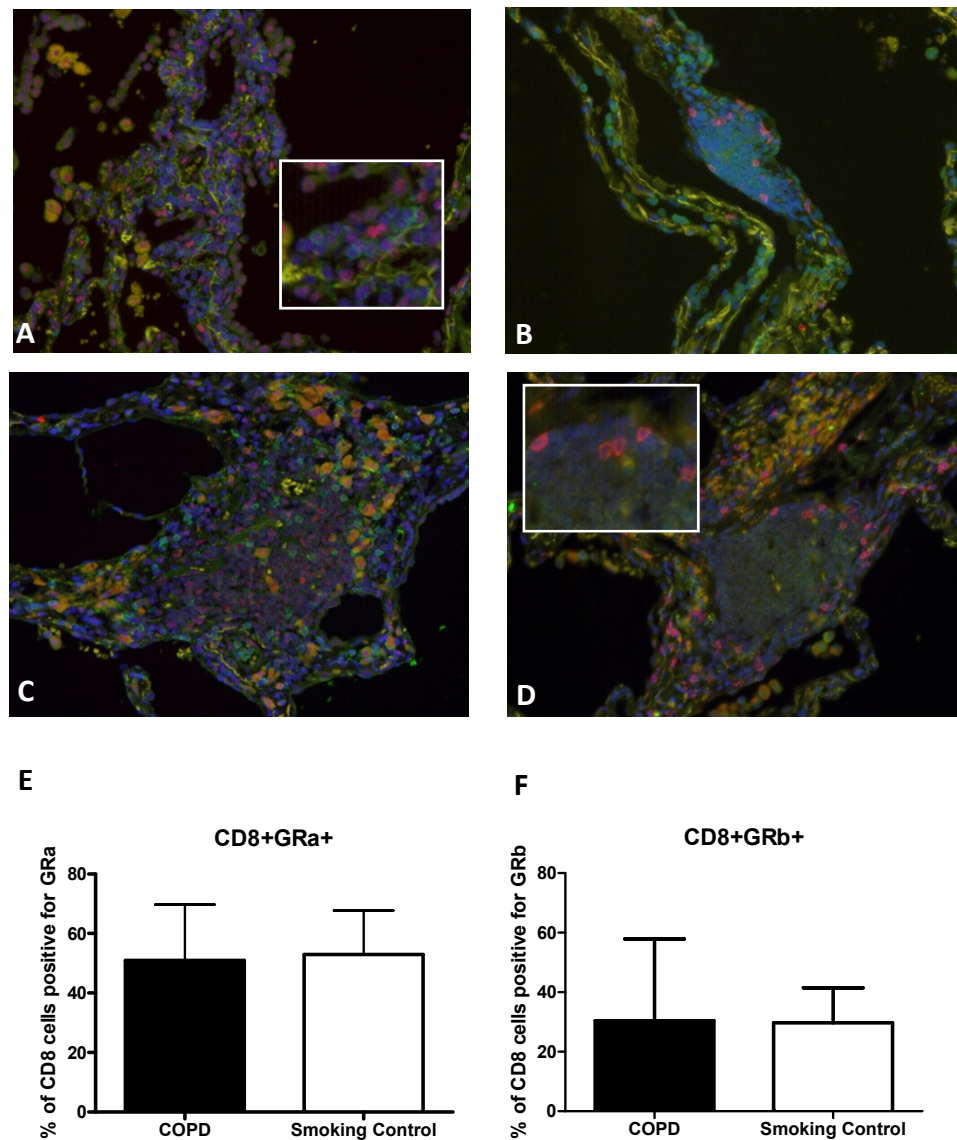 A
B
C
D
E
F
CD8+GRa+
% of CD8 cells positive for GRa
80
60
40
20
0
COPD
Smoking Control
CD8+GRb+
% of CD8 cells positive for GRb
80
60
40
20
0
COPD
Smoking Control